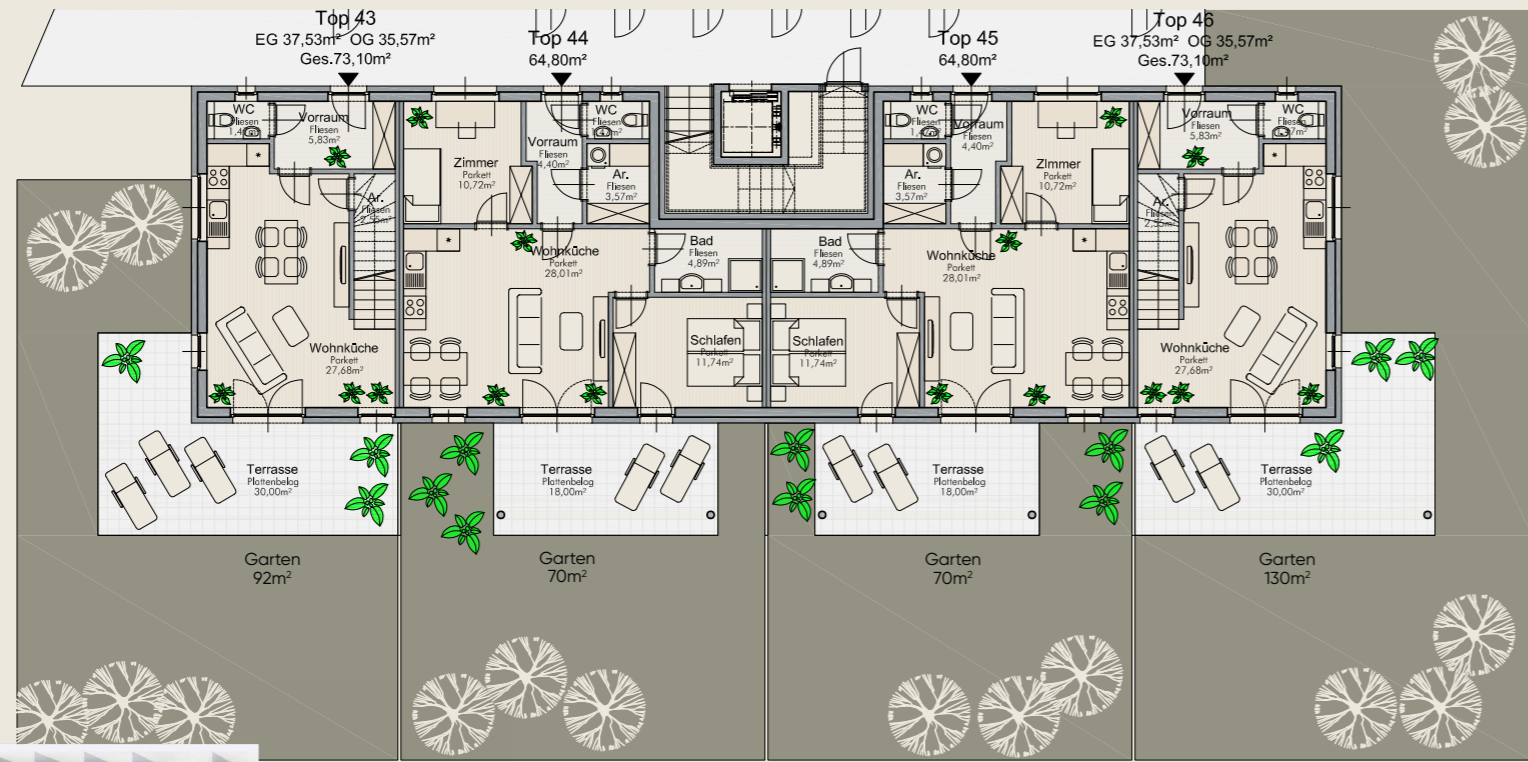 Top 43
EG 37,53m² OG 35,57m²
Ges.73,10m²
Top 44
64,80m²
Top 45
64,80m²
Top 46
EG 37,53m² OG 35,57m²
Ges.73,10m²
WC
Fliesen
Vorraum
Fliesen
5,83m²
Ar.
Fliesen
Zimmer
Parkett
10,72m²
Vorraum
Fliesen
4,40m²
WC
Fliesen
Ar.
Fliesen
3,57m²
WC
Fliesen
Vorraum
Fliesen
4,40m²
Ar.
Fliesen
3,57m²
Zimmer
Parkett
10,72m²
Vorraum
Fliesen
5,83m²
WC
Fliesen
Ar.
Fliesen
Wohnküche
Parkett
27,68m²
Wohnküche
Parkett
28,01m²
Bad
Fliesen
4,89m²
Schlafen
Parkett
11,74m²
Bad
Fliesen
4,89m²
Schlafen
Parkett
11,74m²
Wohnküche
Parkett
28,01m²
Wohnküche
Parkett
27,68m²
Terrasse
Plattenbelag
30,00m²
Terrasse
Plattenbelag
18,00m²
Terrasse
Plattenbelag
18,00m²
Terrasse
Plattenbelag
30,00m²
Garten
92m²
Garten
70m²
Garten
70m²
Garten
130m²